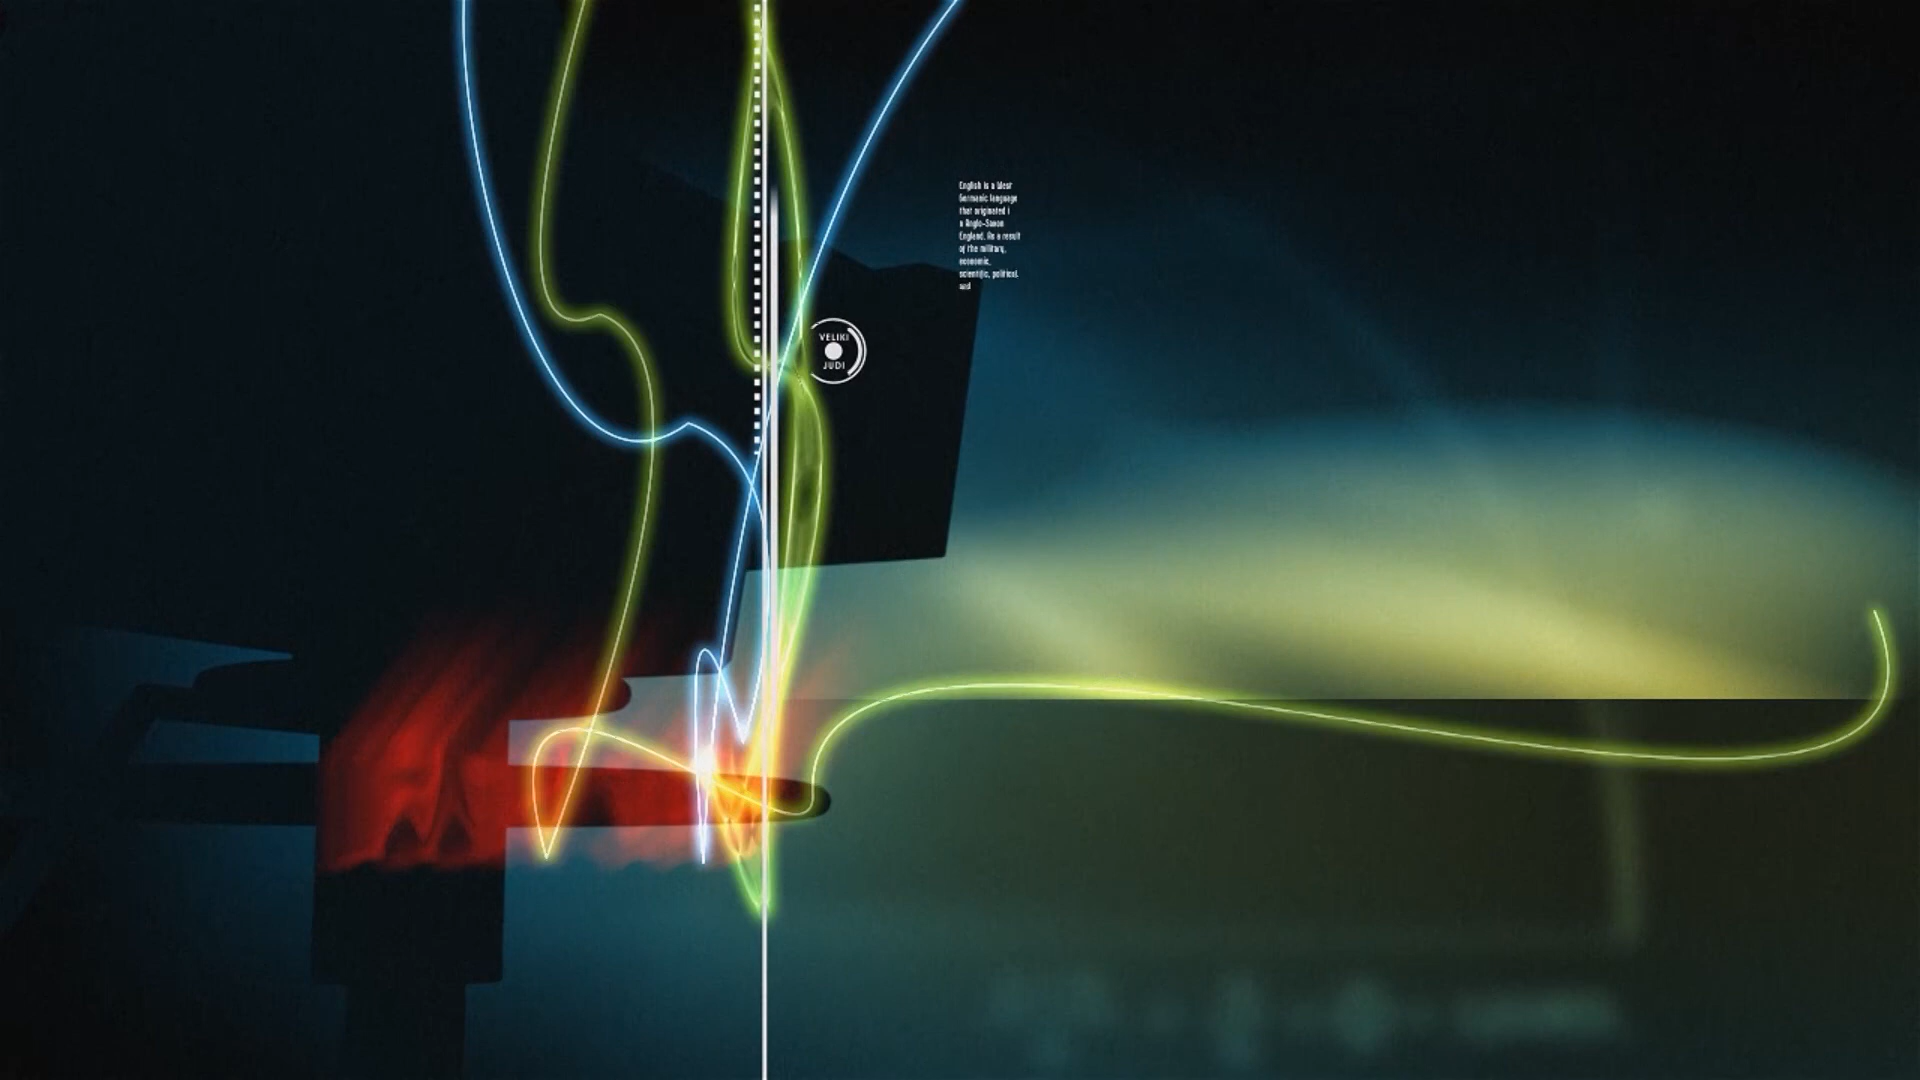 English is a West
Germanic language
that originated i
n Anglo-Saxon
England. As a result
of the military,
economic,
scientific, political,
and
VELIKI
JUDI